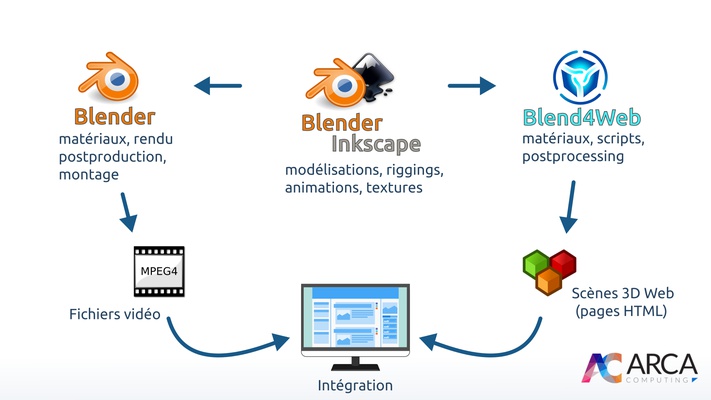 Blender
matériaux, rendu
postproduction,
montage
Blender
Inkscape
modélisations, riggings,
animations, textures
Blend4Web
matériaux, scripts,
postprocessing
MPEG4
Fichiers vidéo
Scènes 3D Web
(pages HTML)
Intégration
AC ARCA
COMPUTING